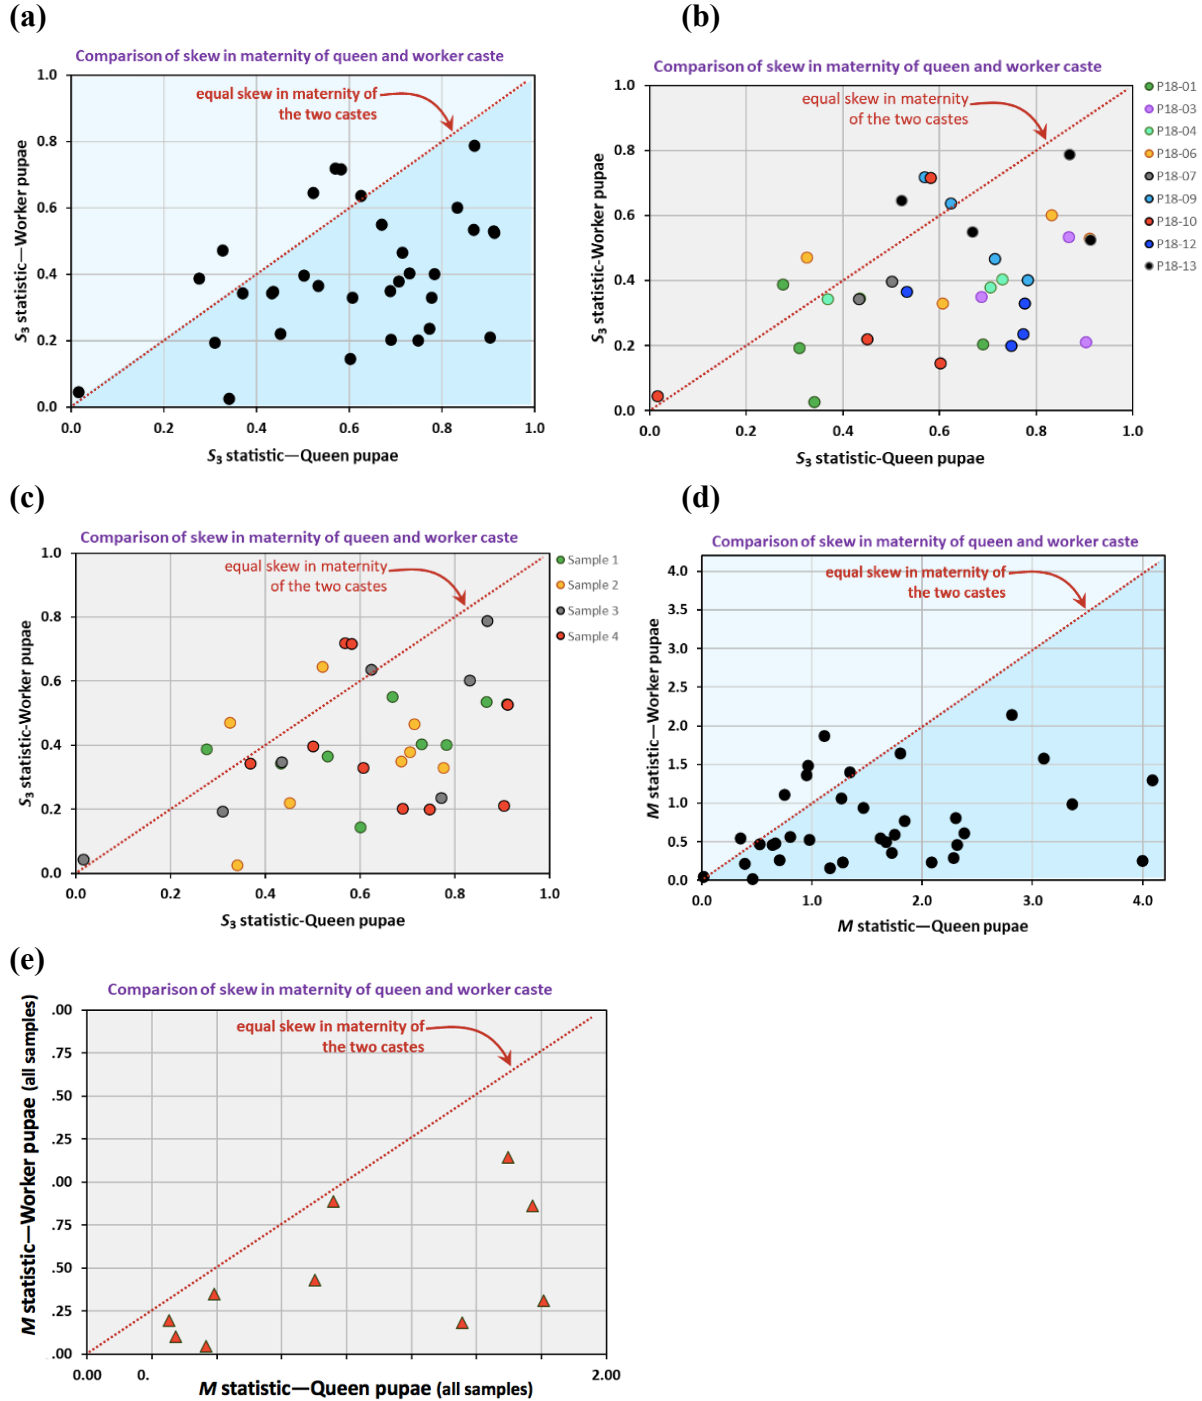 (a)
Comparison of skew in maternity of queen and worker caste
equal skew in maternity of
the two castes
S3 statistic—Worker pupae
1.0
0.8
0.6
0.4
0.2
0.0
0.0 0.2 0.4 0.6 0.8 1.0
S3 statistic—Queen pupae
(b)
Comparison of skew in maternity of queen and worker caste
equal skew in maternity
of the two castes
S3 statistic-Worker pupae
1.0
0.8
0.6
0.4
0.2
0.0
0.0 0.2 0.4 0.6 0.8 1.0
S3 statistic-Queen pupae
P18-01
P18-03
P18-04
P18-06
P18-07
P18-09
P18-10
P18-12
P18-13
(c)
Comparison of skew in maternity of queen and worker caste
equal skew in maternity
of the two castes
S3 statistic-Worker pupae
1.0
0.8
0.6
0.4
0.2
0.0
0.0 0.2 0.4 0.6 0.8 1.0
S3 statistic-Queen pupae
Sample 1
Sample 2
Sample 3
Sample 4
(d)
Comparison of skew in maternity of queen and worker caste
equal skew in maternity of
the two castes
M statistic—Worker pupae
4.0
3.5
3.0
2.5
2.0
1.5
1.0
0.5
0.0
0.0 1.0 2.0 3.0 4.0
M statistic—Queen pupae
(e)
Comparison of skew in maternity of queen and worker caste
equal skew in maternity of
the two castes
M statistic—Worker pupae (all samples)
.00
.75
.50
.25
.00
.75
.50
.25
.00
0.00 0. 2.00
M statistic—Queen pupae (all samples)